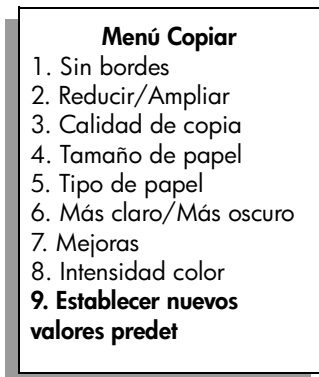 Menú Copiar
1. Sin bordes
2. Reducir/Ampliar
3. Calidad de copia
4. Tamaño de papel
5. Tipo de papel
6. Más claro/Más oscuro
7. Mejoras
8. Intensidad color
9. Establecer nuevos
valores predet